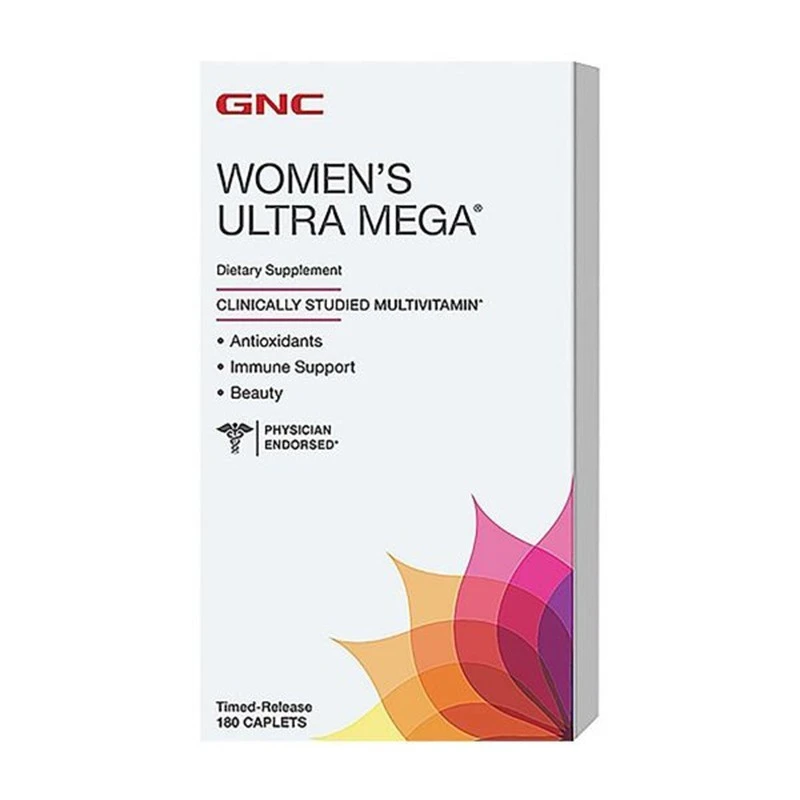 GNC
WOMEN'S
ULTRA MEGA®
Dietary Supplement
CLINICALLY STUDIED MULTIVITAMIN*
• Antioxidants
• Immune Support
• Beauty
PHYSICIAN
ENDORSED*
Timed-Release
180 CAPLETS